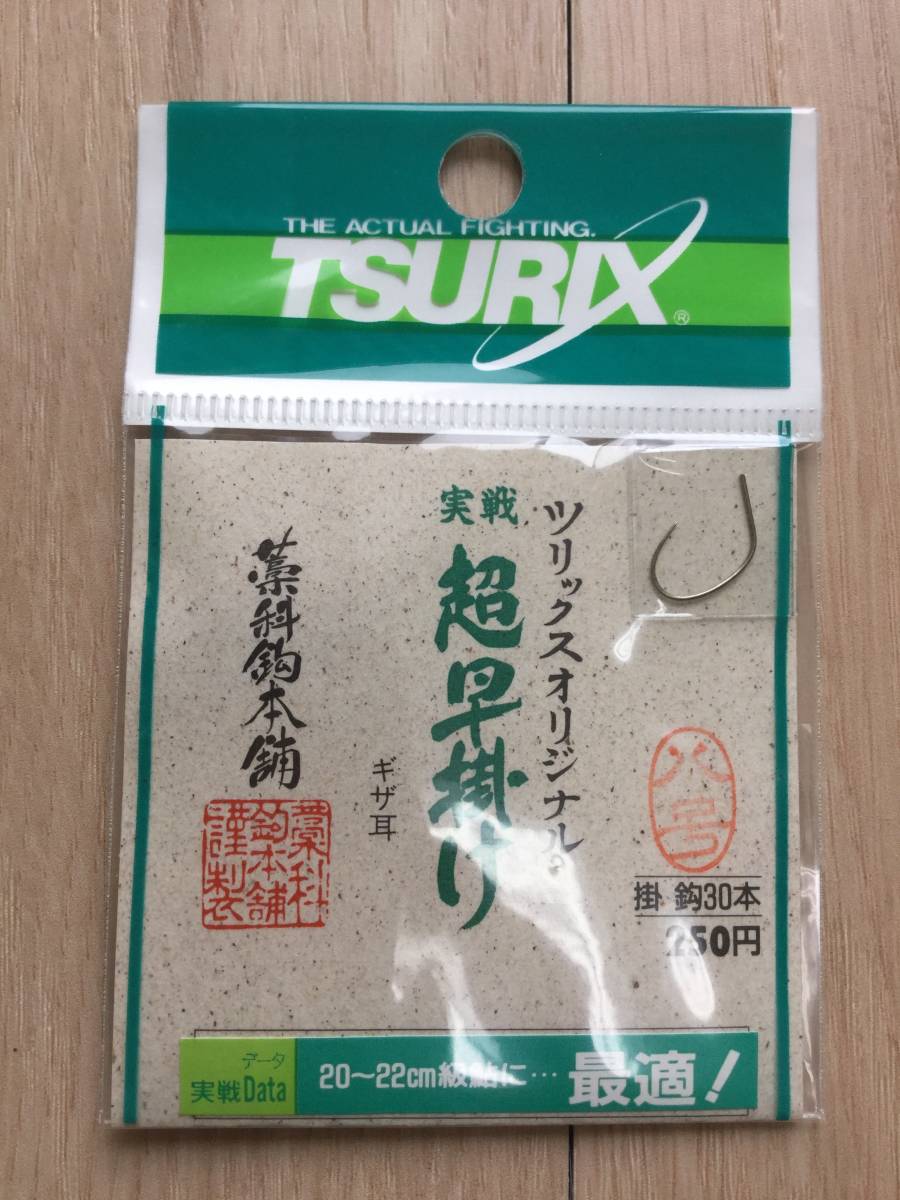 THE ACTUAL FIGHTING.
TSURIX®
ツリックスオリジナル。
実戦
超早掛け
ギザ耳
藁科鈎本舗
藁科
鈎本舗
謹製
八号
掛 鈎30本
250円
データ
実戦Data
20〜22cm級鮎に…
最適!